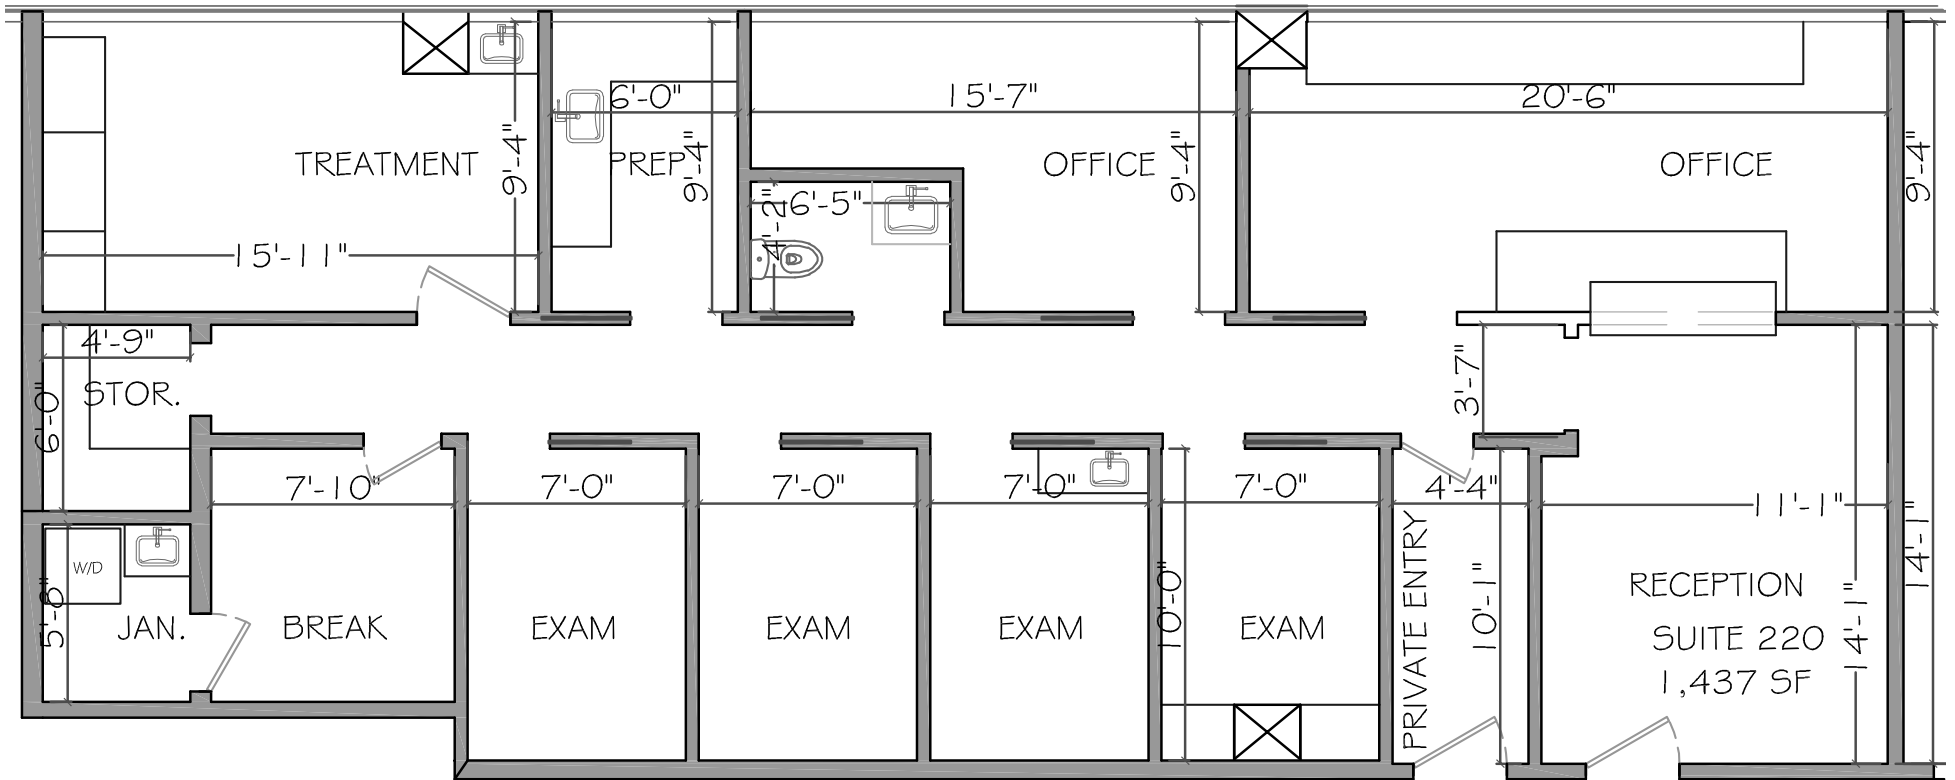 6'-0"
15'-7"
20'-6"
TREATMENT
9'-4"
PREP
9'-4"
OFFICE
9'-4"
OFFICE
9'-4"
6'-5"
4'-2"
15'-11"
4'-9"
STOR.
6'-0"
3'-7"
7'-10"
7'-0"
7'-0"
7'-0"
7'-0"
4'-4"
11'-1"
14'-1"
W/D
5'-8"
JAN.
BREAK
EXAM
EXAM
EXAM
10'-0"
EXAM
PRIVATE ENTRY
10'-1"
RECEPTION
SUITE 220
1,437 SF
14'-1"